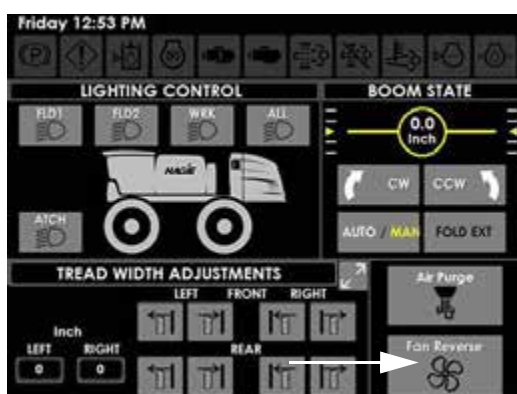 Friday 12:53 PM
LIGHTING CONTROL
BOOM STATE
FLD1 FLD2 WRK ALL
0.0
Inch
HAGIE
CW CCW
ATCH
AUTO / MAN FOLD EXT
TREAD WIDTH ADJUSTMENTS
Air Purge
LEFT FRONT RIGHT
Inch
LEFT RIGHT
REAR
Fan Reverse
0 0